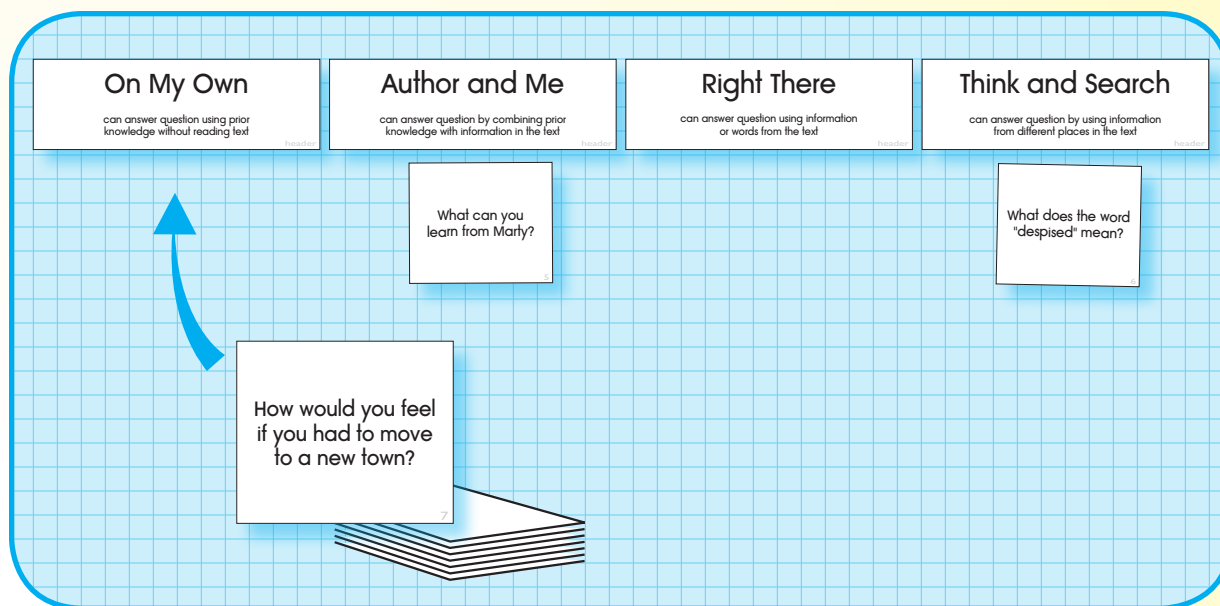 On My Own
can answer question using prior
knowledge without reading text
header
Author and Me
can answer question by combining prior
knowledge with information in the text
header
Right There
can answer question using information
or words from the text
header
Think and Search
can answer question by using information
from different places in the text
header
What can you
learn from Marty?
5
What does the word
"despised" mean?
6
How would you feel
if you had to move
to a new town?
7